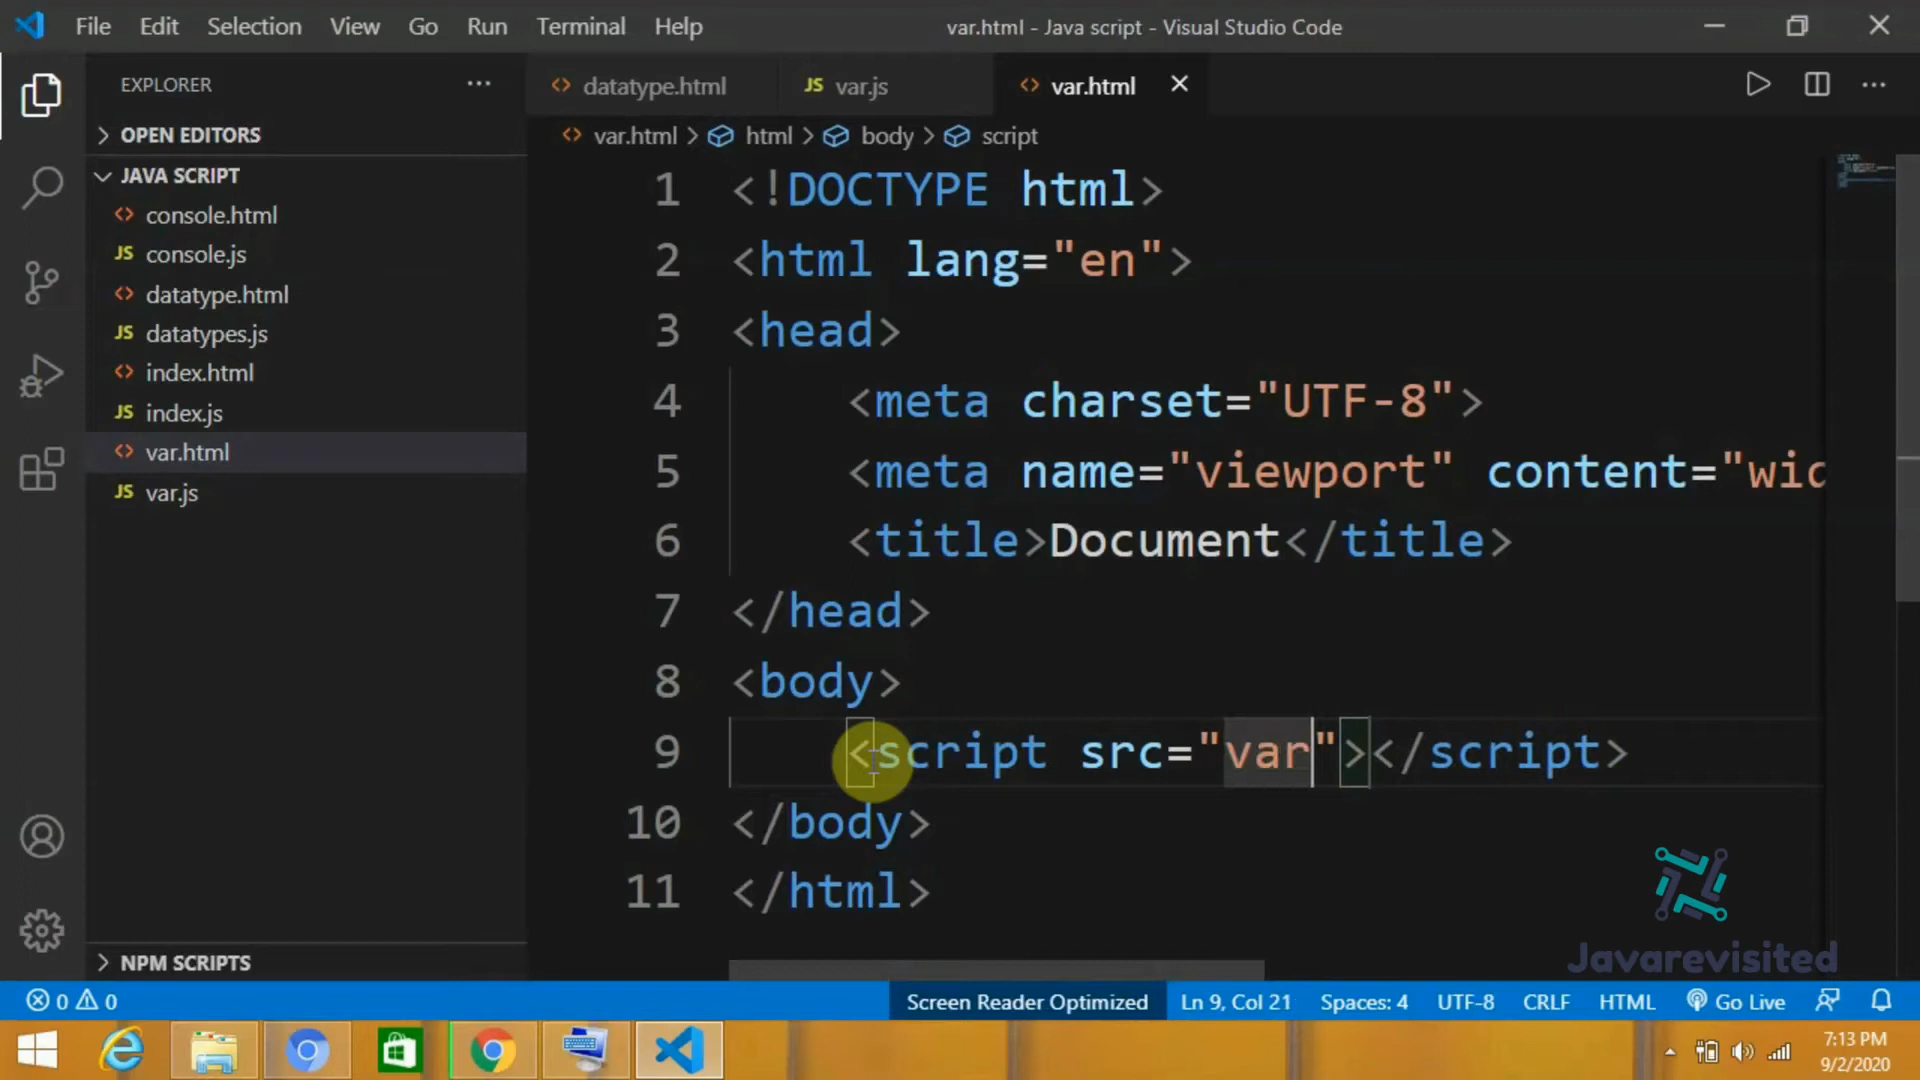 File Edit Selection View Go Run Terminal Help
var.html - Java script - Visual Studio Code
EXPLORER
OPEN EDITORS
JAVA SCRIPT
console.html
JS console.js
datatype.html
JS datatypes.js
index.html
JS index.js
var.html
JS var.js
NPM SCRIPTS
datatype.html JS var.js var.html
var.html > html > body > script
1 <!DOCTYPE html>
2 <html lang="en">
3 <head>
4 <meta charset="UTF-8">
5 <meta name="viewport" content="wid
6 <title>Document</title>
7 </head>
8 <body>
9 <script src="var"></script>
10 </body>
11 </html>
Javarevisited
0 0 Screen Reader Optimized Ln 9, Col 21 Spaces: 4 UTF-8 CRLF HTML Go Live
7:13 PM
9/2/2020